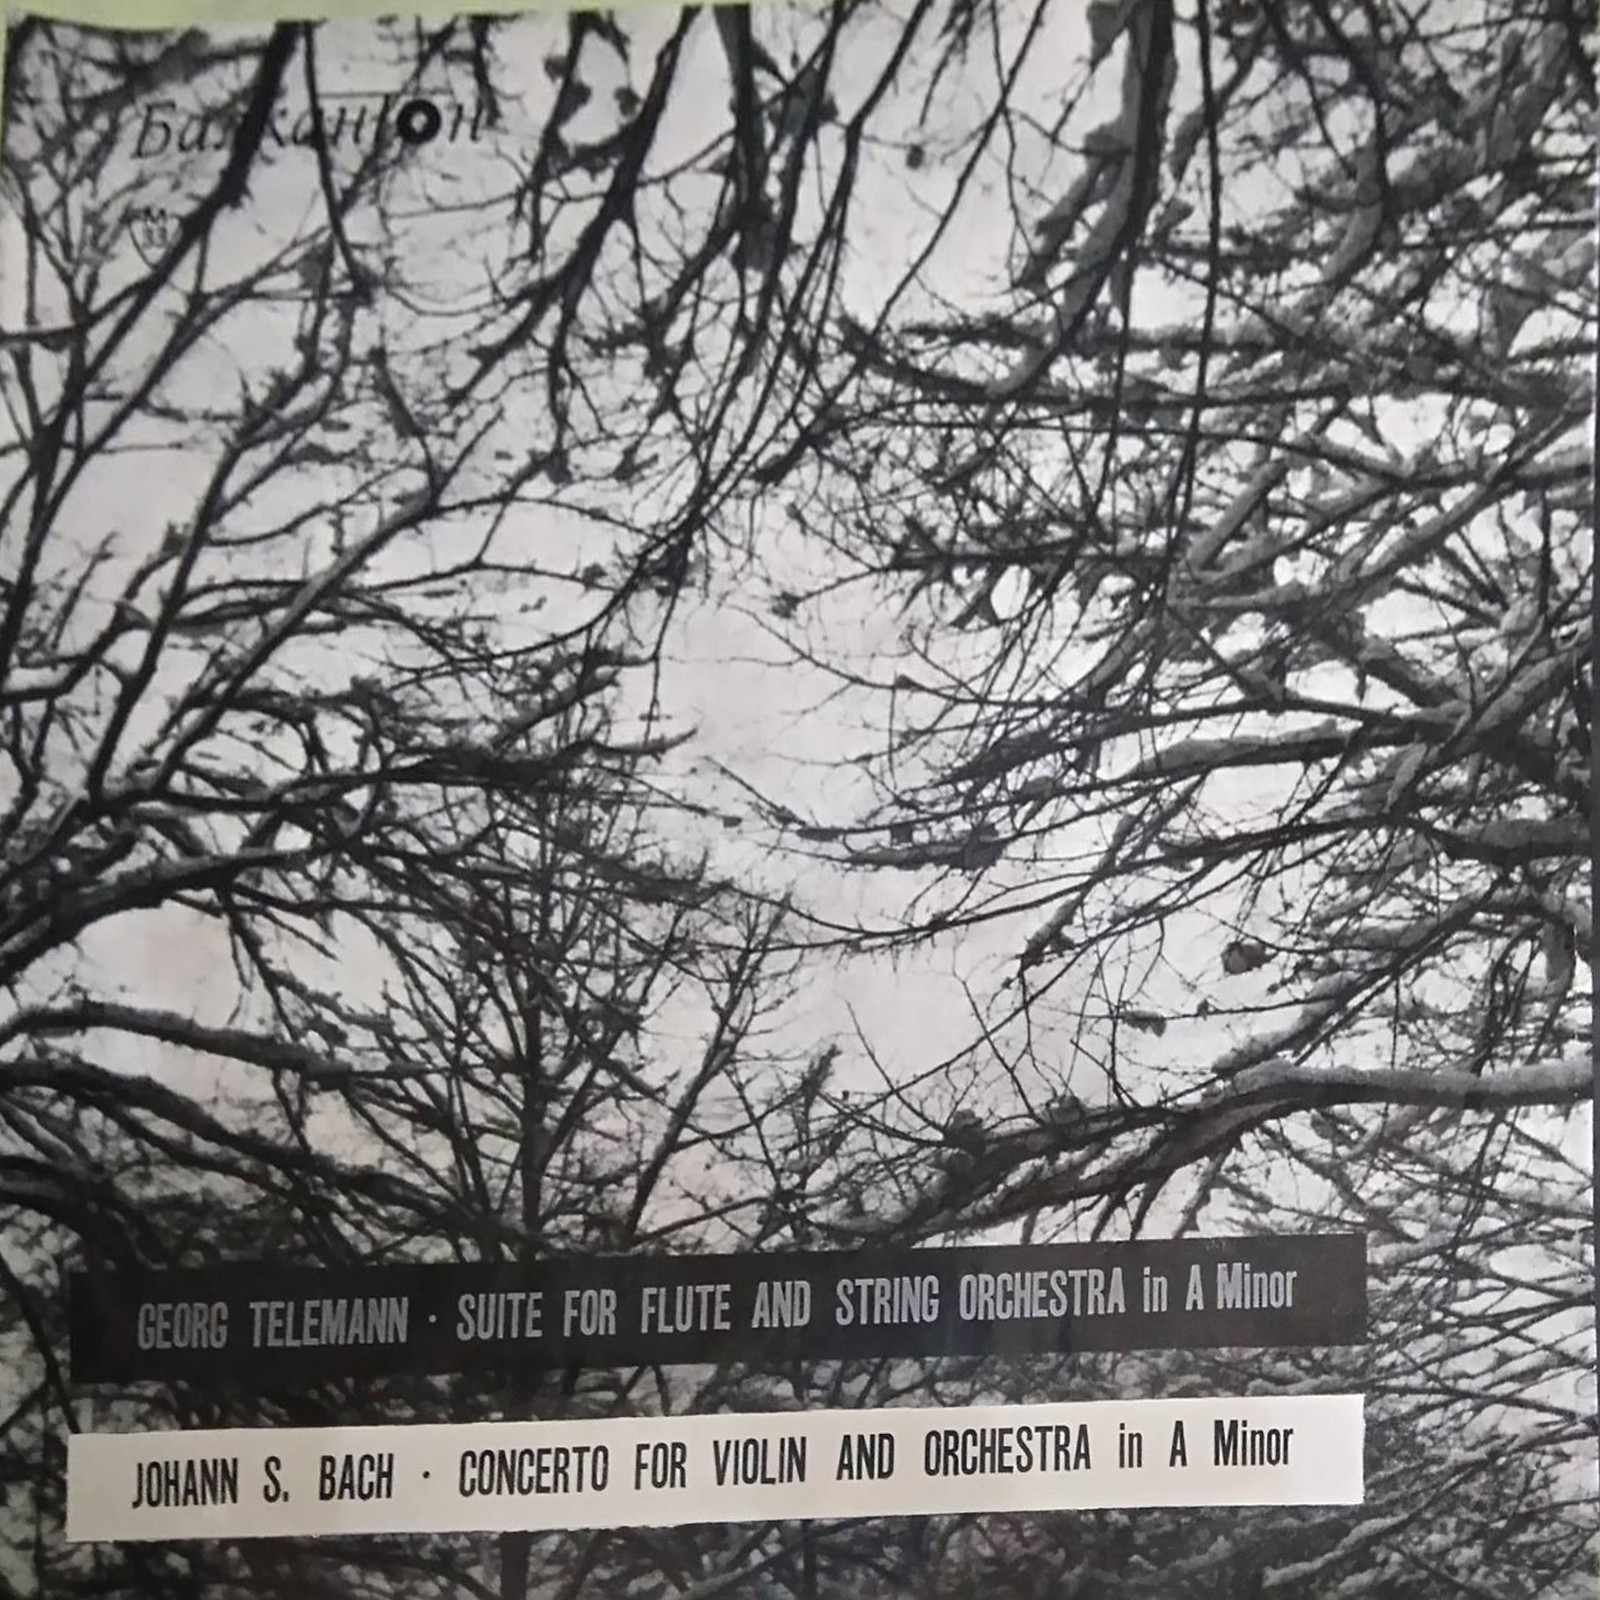 Балкантон
M
33
GEORG TELEMANN · SUITE FOR FLUTE AND STRING ORCHESTRA in A Minor
JOHANN S. BACH · CONCERTO FOR VIOLIN AND ORCHESTRA in A Minor